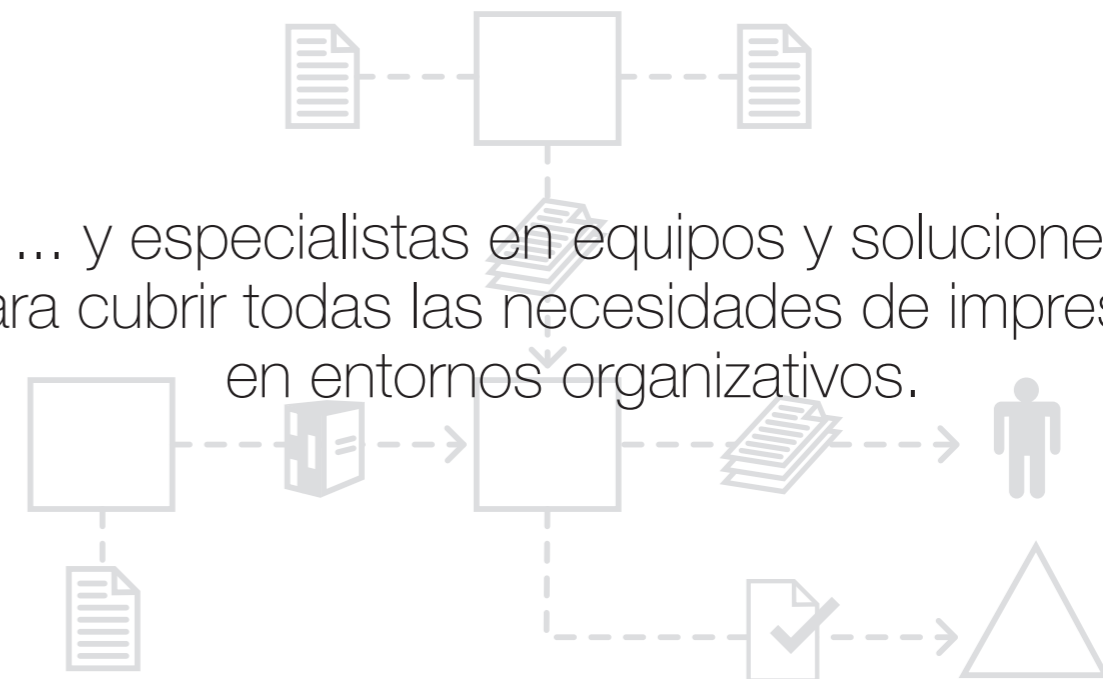 ... y especialistas en equipos y solucione
ara cubrir todas las necesidades de impres
en entornos organizativos.